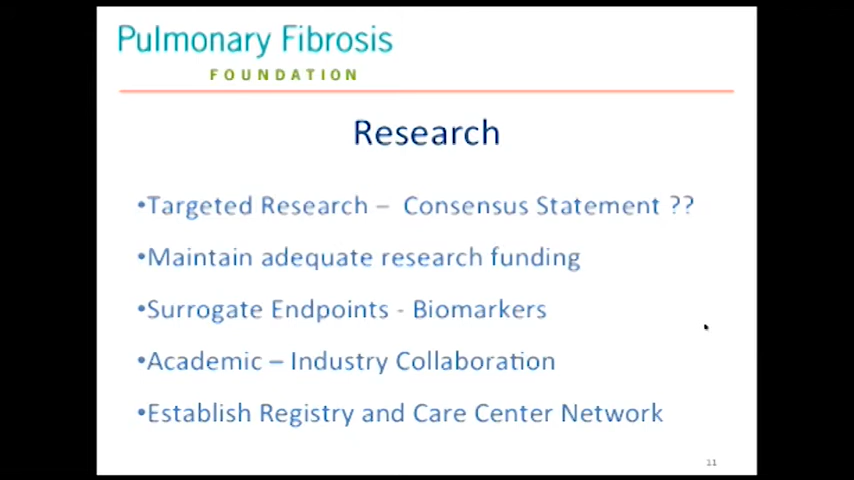 Pulmonary Fibrosis
FOUNDATION
Research
•Targeted Research – Consensus Statement ??
•Maintain adequate research funding
•Surrogate Endpoints - Biomarkers
•Academic – Industry Collaboration
•Establish Registry and Care Center Network
11